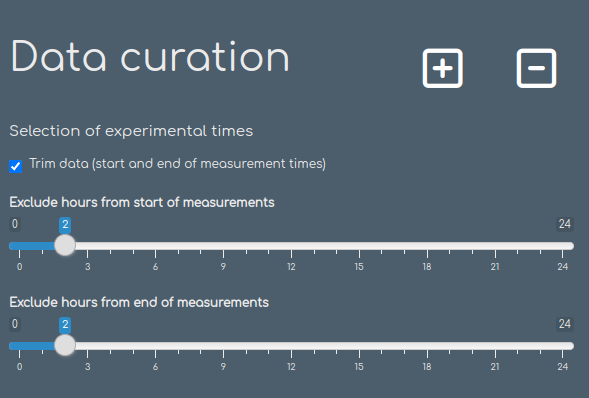 Data curation
Selection of experimental times
Trim data (start and end of measurement times)
Exclude hours from start of measurements
0 2 24
0 3 6 9 12 15 18 21 24
Exclude hours from end of measurements
0 2 24
0 3 6 9 12 15 18 21 24